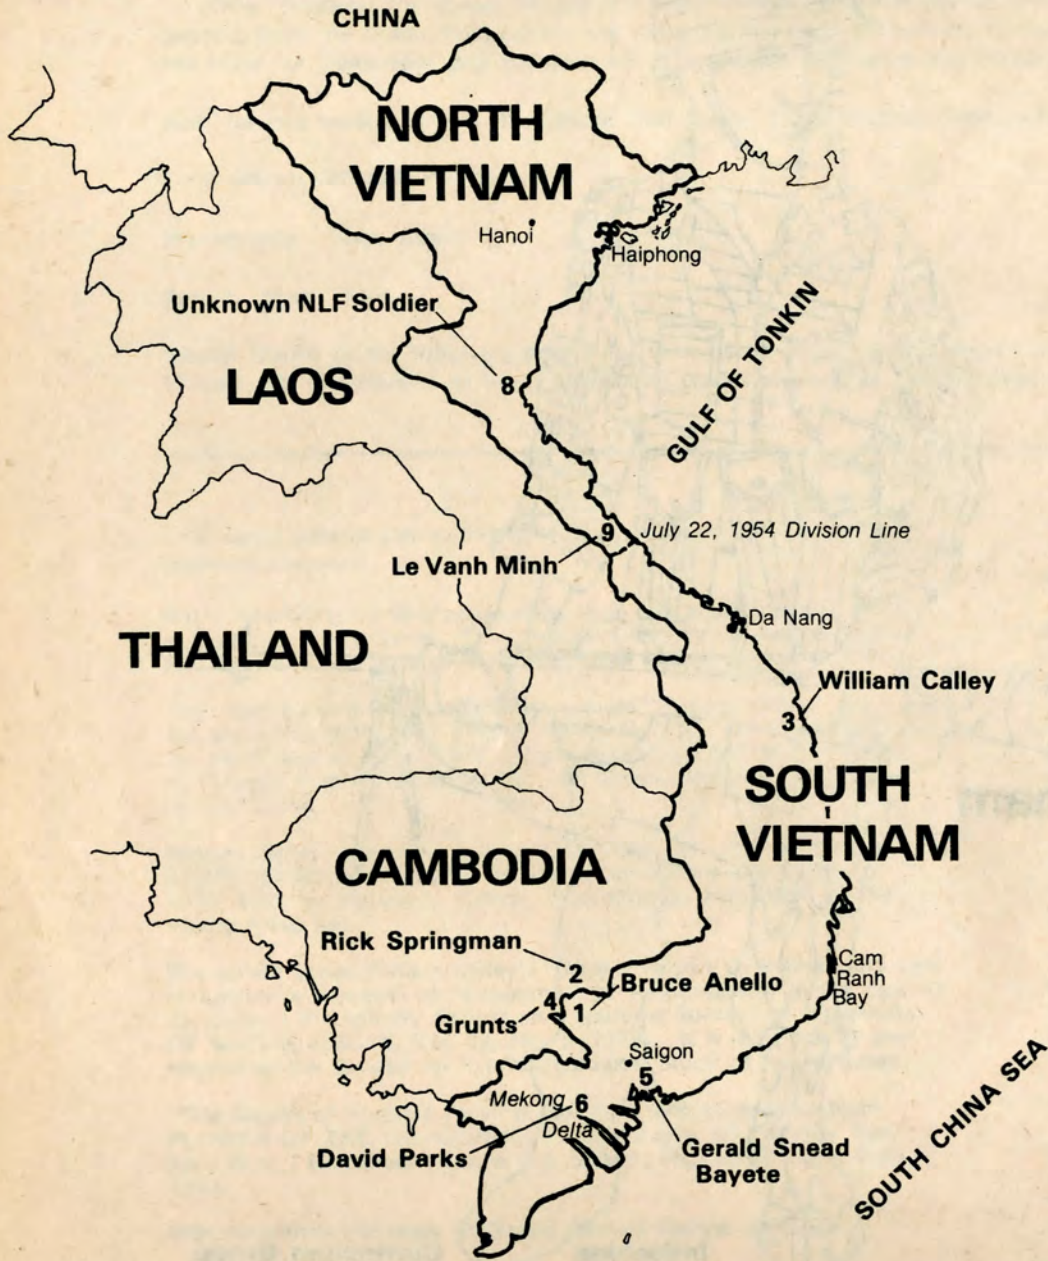 CHINA
NORTH
VIETNAM
Hanoi
Haiphong
Unknown NLF Soldier
8
LAOS
GULF OF TONKIN
9
July 22, 1954 Division Line
Le Vanh Minh
Da Nang
THAILAND
William Calley
3
SOUTH
VIETNAM
CAMBODIA
Rick Springman
2
Cam
Ranh
Bay
Bruce Anello
4
1
Grunts
Saigon
5
Mekong
6
Delta
David Parks
Gerald Snead
Bayete
SOUTH CHINA SEA